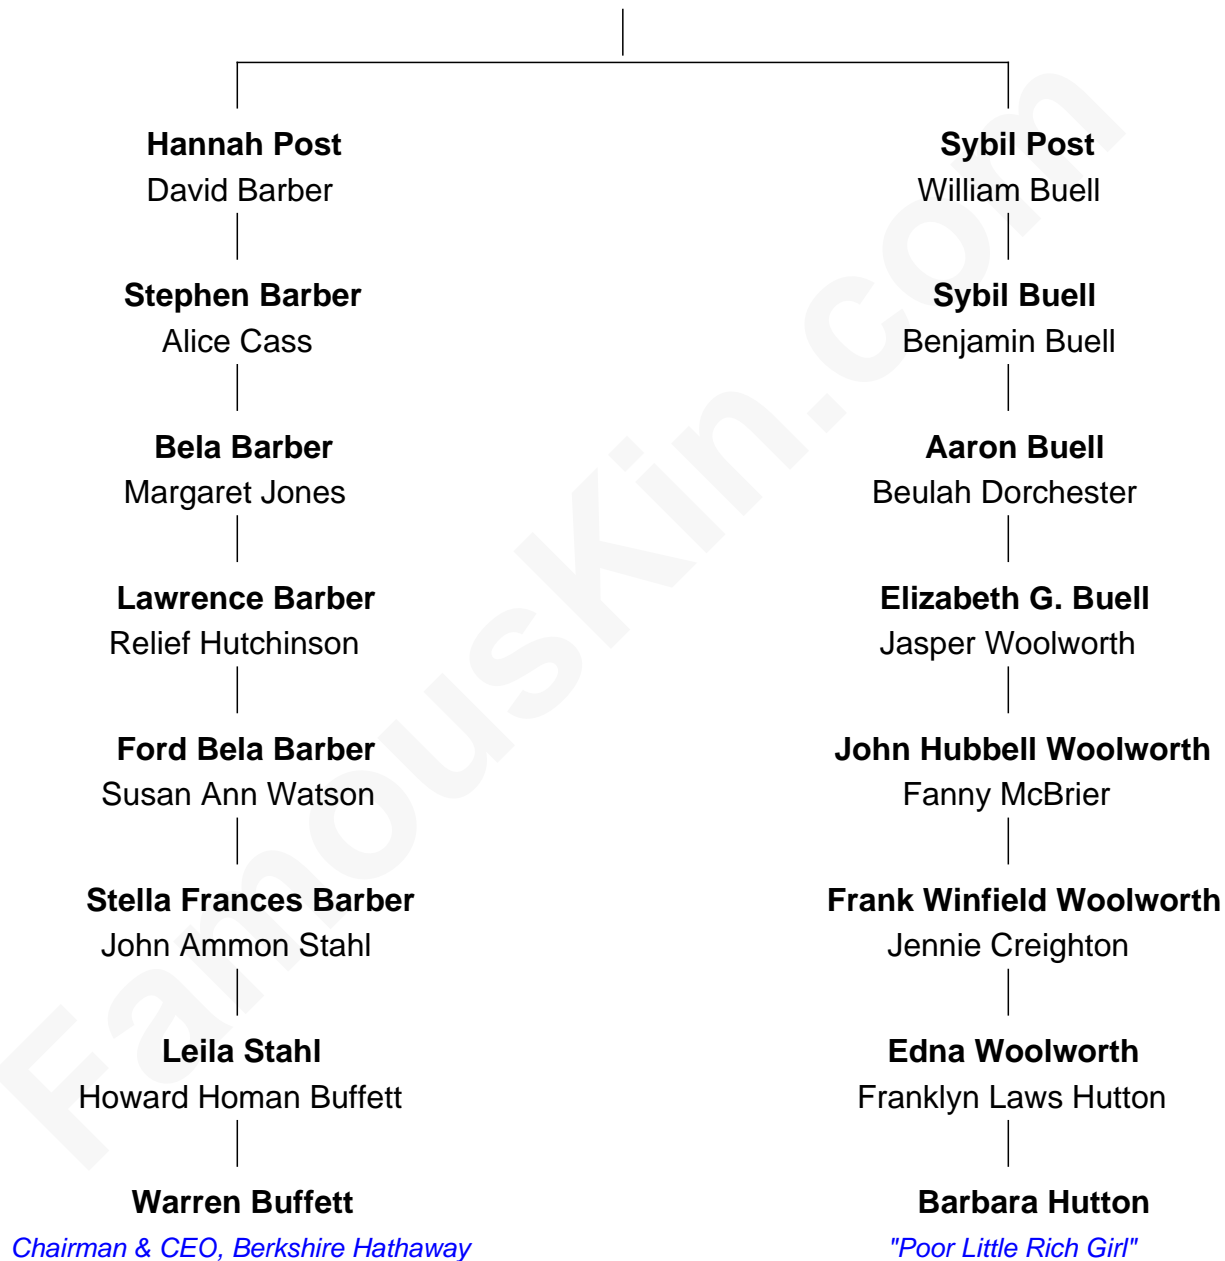 Hannah Post
David Barber
Stephen Barber
Alice Cass
Bela Barber
Margaret Jones
Lawrence Barber
Relief Hutchinson
Ford Bela Barber
Susan Ann Watson
Stella Frances Barber
John Ammon Stahl
Leila Stahl
Howard Homan Buffett
Warren Buffett
Chairman & CEO, Berkshire Hathaway
Sybil Post
William Buell
Sybil Buell
Benjamin Buell
Aaron Buell
Beulah Dorchester
Elizabeth G. Buell
Jasper Woolworth
John Hubbell Woolworth
Fanny McBrier
Frank Winfield Woolworth
Jennie Creighton
Edna Woolworth
Franklyn Laws Hutton
Barbara Hutton
"Poor Little Rich Girl"
FamousKin.com